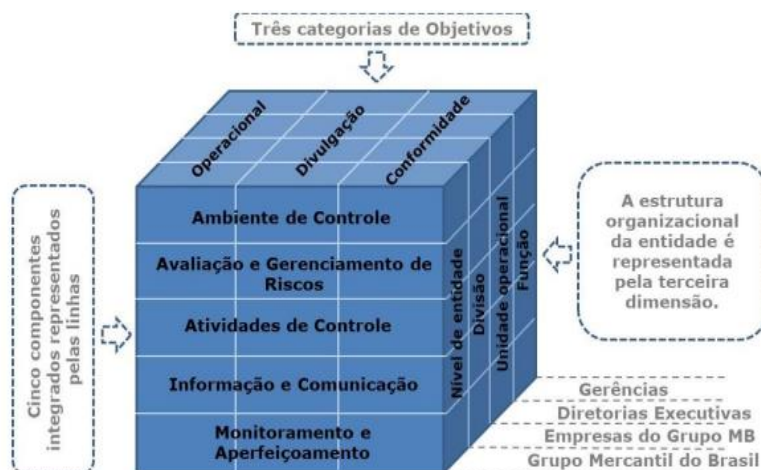 Três categorias de Objetivos
Operacional
Divulgação
Conformidade
Cinco componentes
integrados representados
pelas linhas
Ambiente de Controle
Avaliação e Gerenciamento de
Riscos
Atividades de Controle
Informação e Comunicação
Monitoramento e
Aperfeiçoamento
Nível de entidade
Divisão
Unidade operacional
Função
A estrutura
organizacional
da entidade é
representada
pela terceira
dimensão.
Gerências
Diretorias Executivas
Empresas do Grupo MB
Grupo Mercantil do Brasil